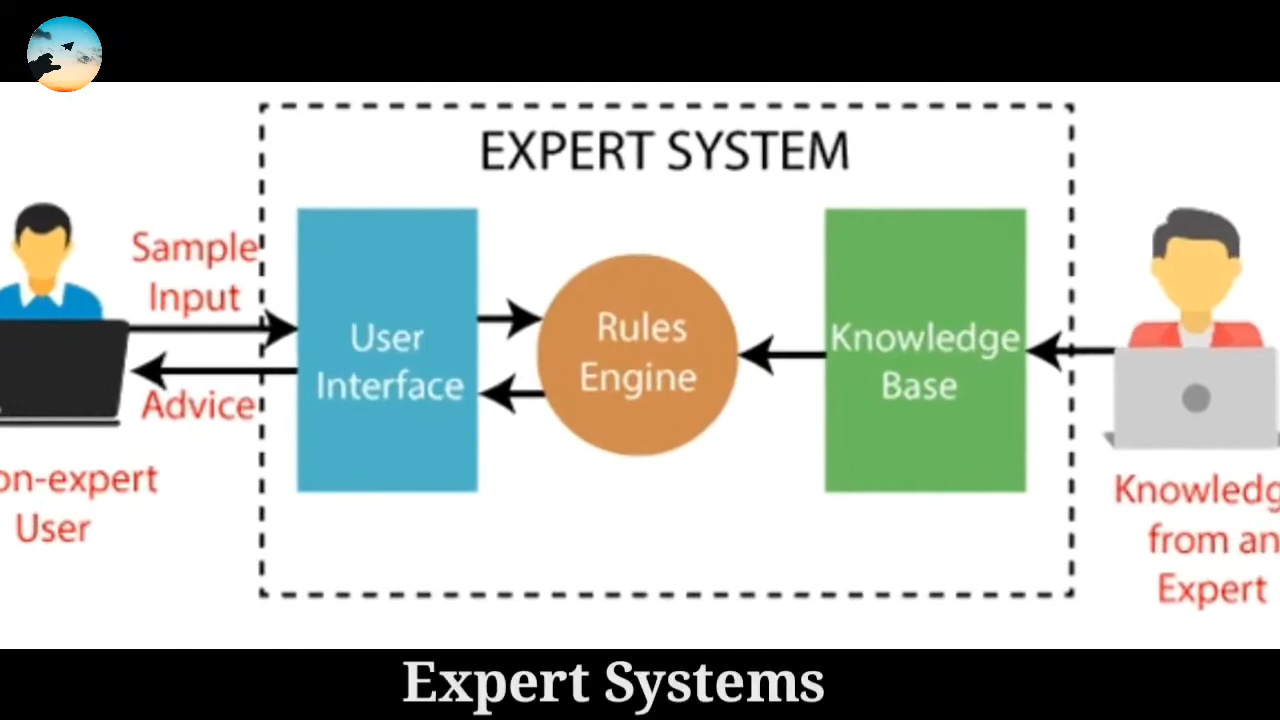 EXPERT SYSTEM
Sample
Input
Advice
on-expert
User
User
Interface
Rules
Engine
Knowledge
Base
Knowledg
from an
Expert
Expert Systems